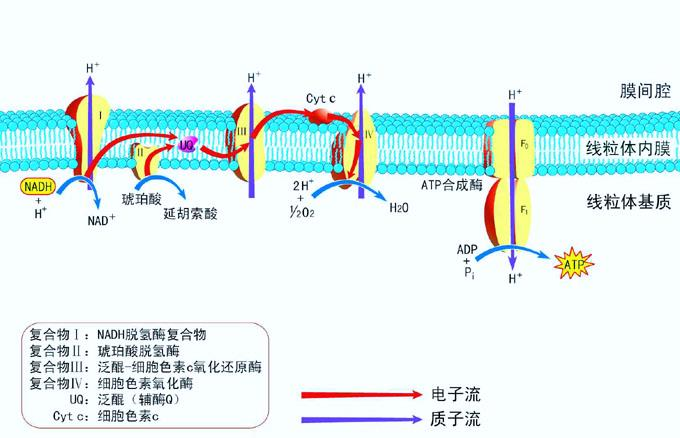 H⁺ H⁺ H⁺ H⁺
Cyt c
膜间腔
I III IV
II UQ F₀
线粒体内膜
ATP合成酶
NADH
+
H⁺
NAD⁺
琥珀酸
延胡索酸
2H⁺
+
½O2
H2O
F₁
线粒体基质
ADP
+
Pi
ATP
H⁺
复合物Ⅰ：NADH脱氢酶复合物
复合物Ⅱ：琥珀酸脱氢酶
复合物Ⅲ：泛醌-细胞色素c氧化还原酶
复合物Ⅳ：细胞色素氧化酶
UQ：泛醌（辅酶Q）
Cyt c：细胞色素c
电子流
质子流